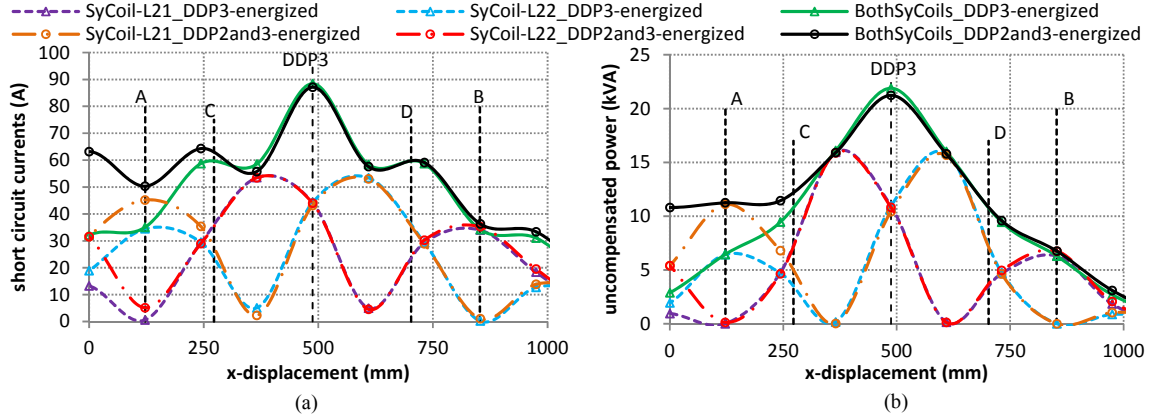 SyCoil-L21_DDP3-energized SyCoil-L22_DDP3-energized BothSyCoils_DDP3-energized
SyCoil-L21_DDP2and3-energized SyCoil-L22_DDP2and3-energized BothSyCoils_DDP2and3-energized
short circuit currents (A)
100
90
80
70
60
50
40
30
20
10
0
A
C
DDP3
D
B
0 250 500 750 1000
x-displacement (mm)
(a)
uncompensated power (kVA)
25
20
15
10
5
0
A
C
DDP3
D
B
0 250 500 750 1000
x-displacement (mm)
(b)